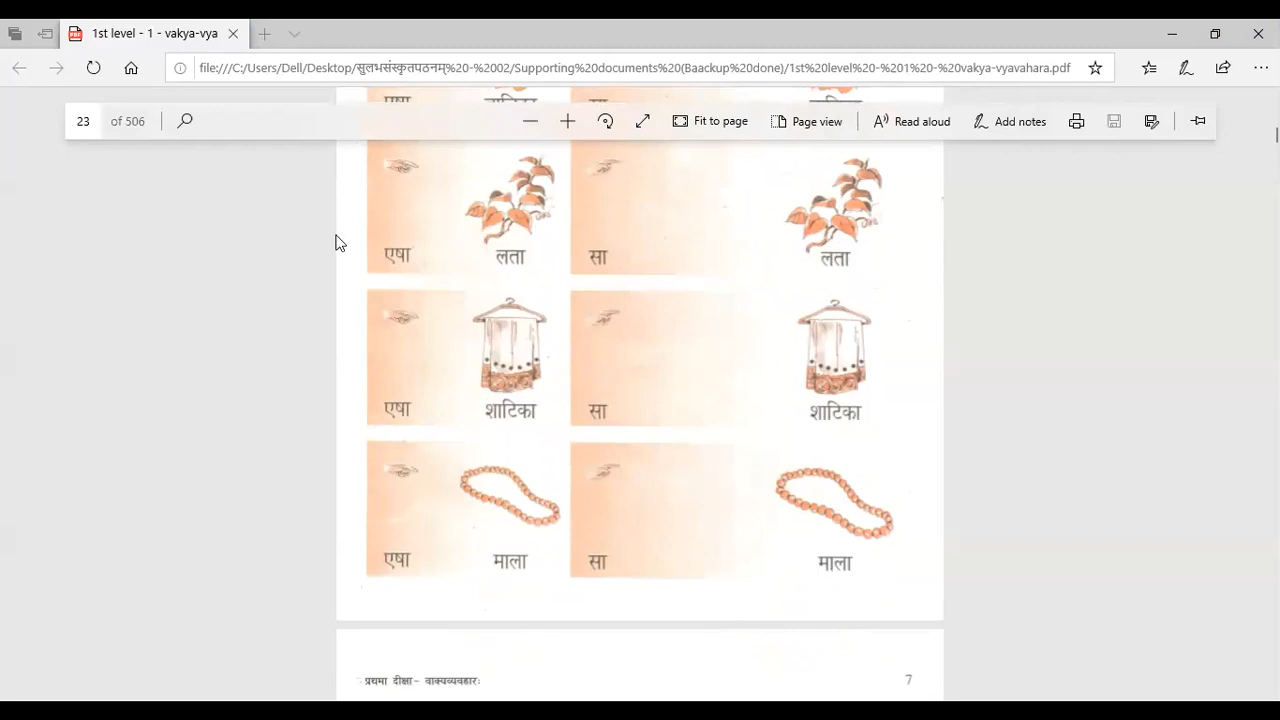 1st level - 1 - vakya-vya
file:///C:/Users/Dell/Desktop/सुलभसंस्कृतपठनम्%20-%2002/Supporting%20documents%20(Baackup%20done)/1st%20level%20-%201%20-%20vakya-vyavahara.pdf
23 of 506 Fit to page Page view Read aloud Add notes
एषा लता सा लता
एषा शाटिका सा शाटिका
एषा माला सा माला
प्रथमा दीक्षा- वाक्यव्यवहारः 7